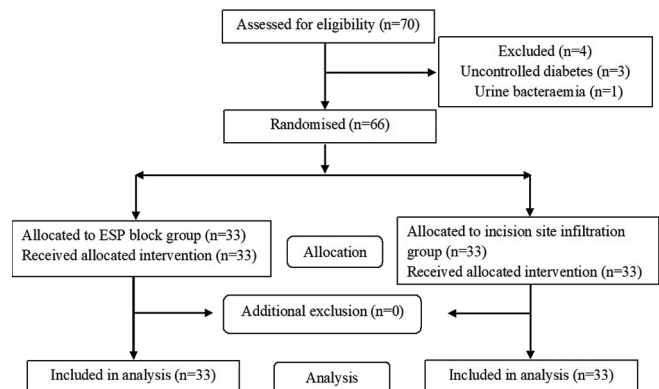 Assessed for eligibility (n=70)
Excluded (n=4)
Uncontrolled diabetes (n=3)
Urine bacteraemia (n=1)
Randomised (n=66)
Allocated to ESP block group (n=33)
Received allocated intervention (n=33)
Allocation
Allocated to incision site infiltration
group (n=33)
Received allocated intervention (n=33)
Additional exclusion (n=0)
Included in analysis (n=33)
Analysis
Included in analysis (n=33)